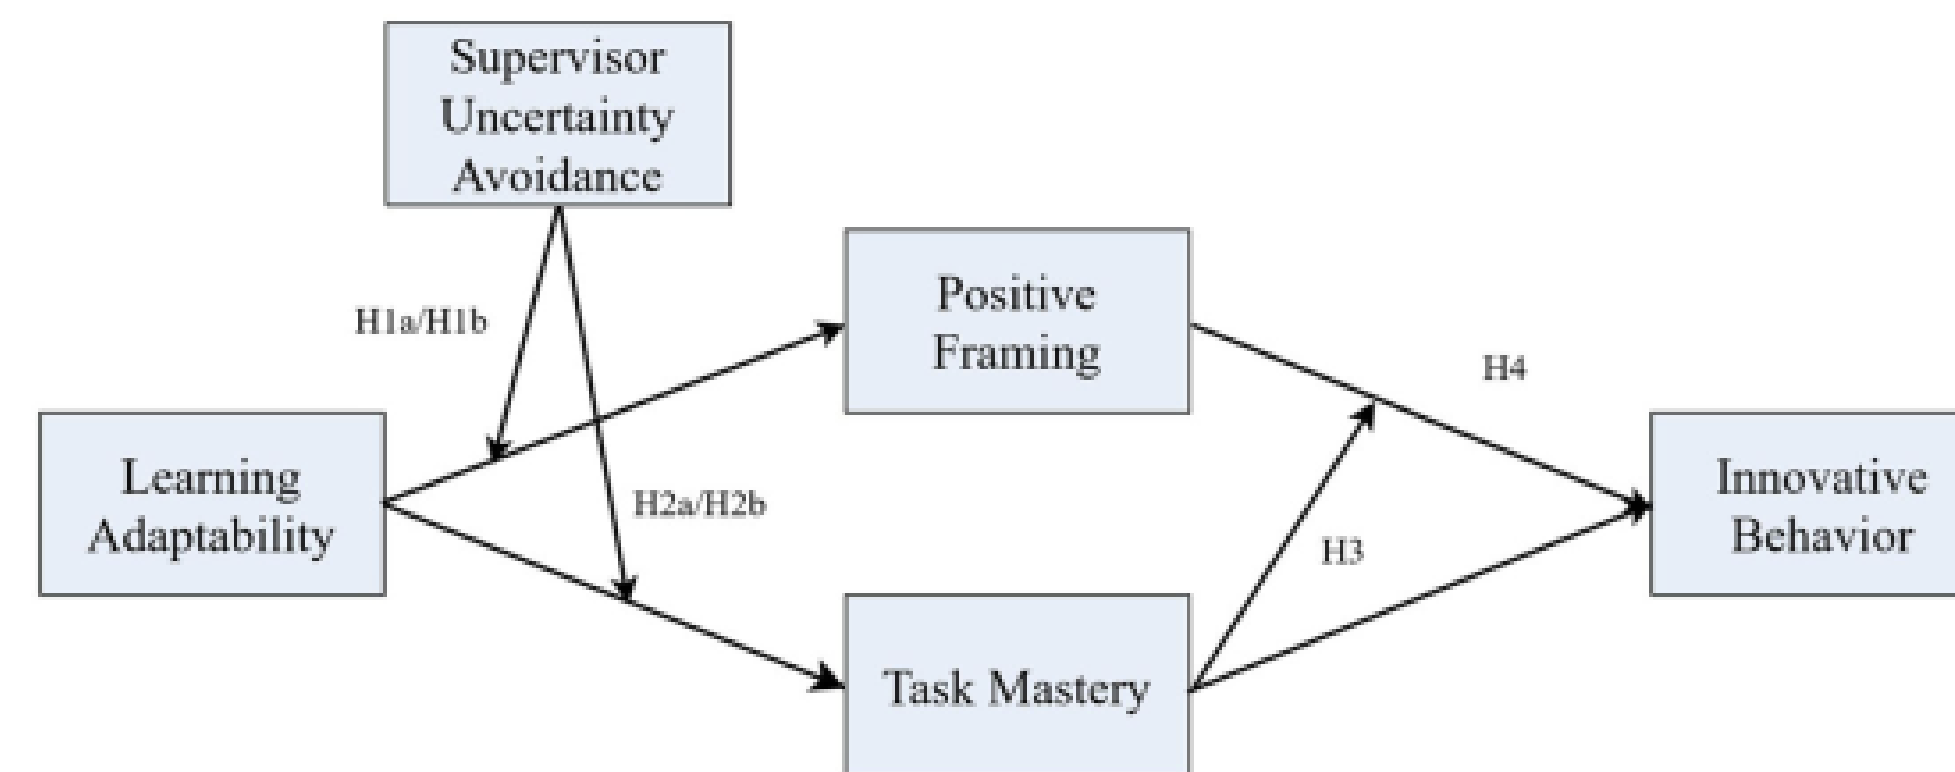 Supervisor
Uncertainty
Avoidance
H1a/H1b
Positive
Framing
H4
Learning
Adaptability
H2a/H2b
H3
Innovative
Behavior
Task Mastery